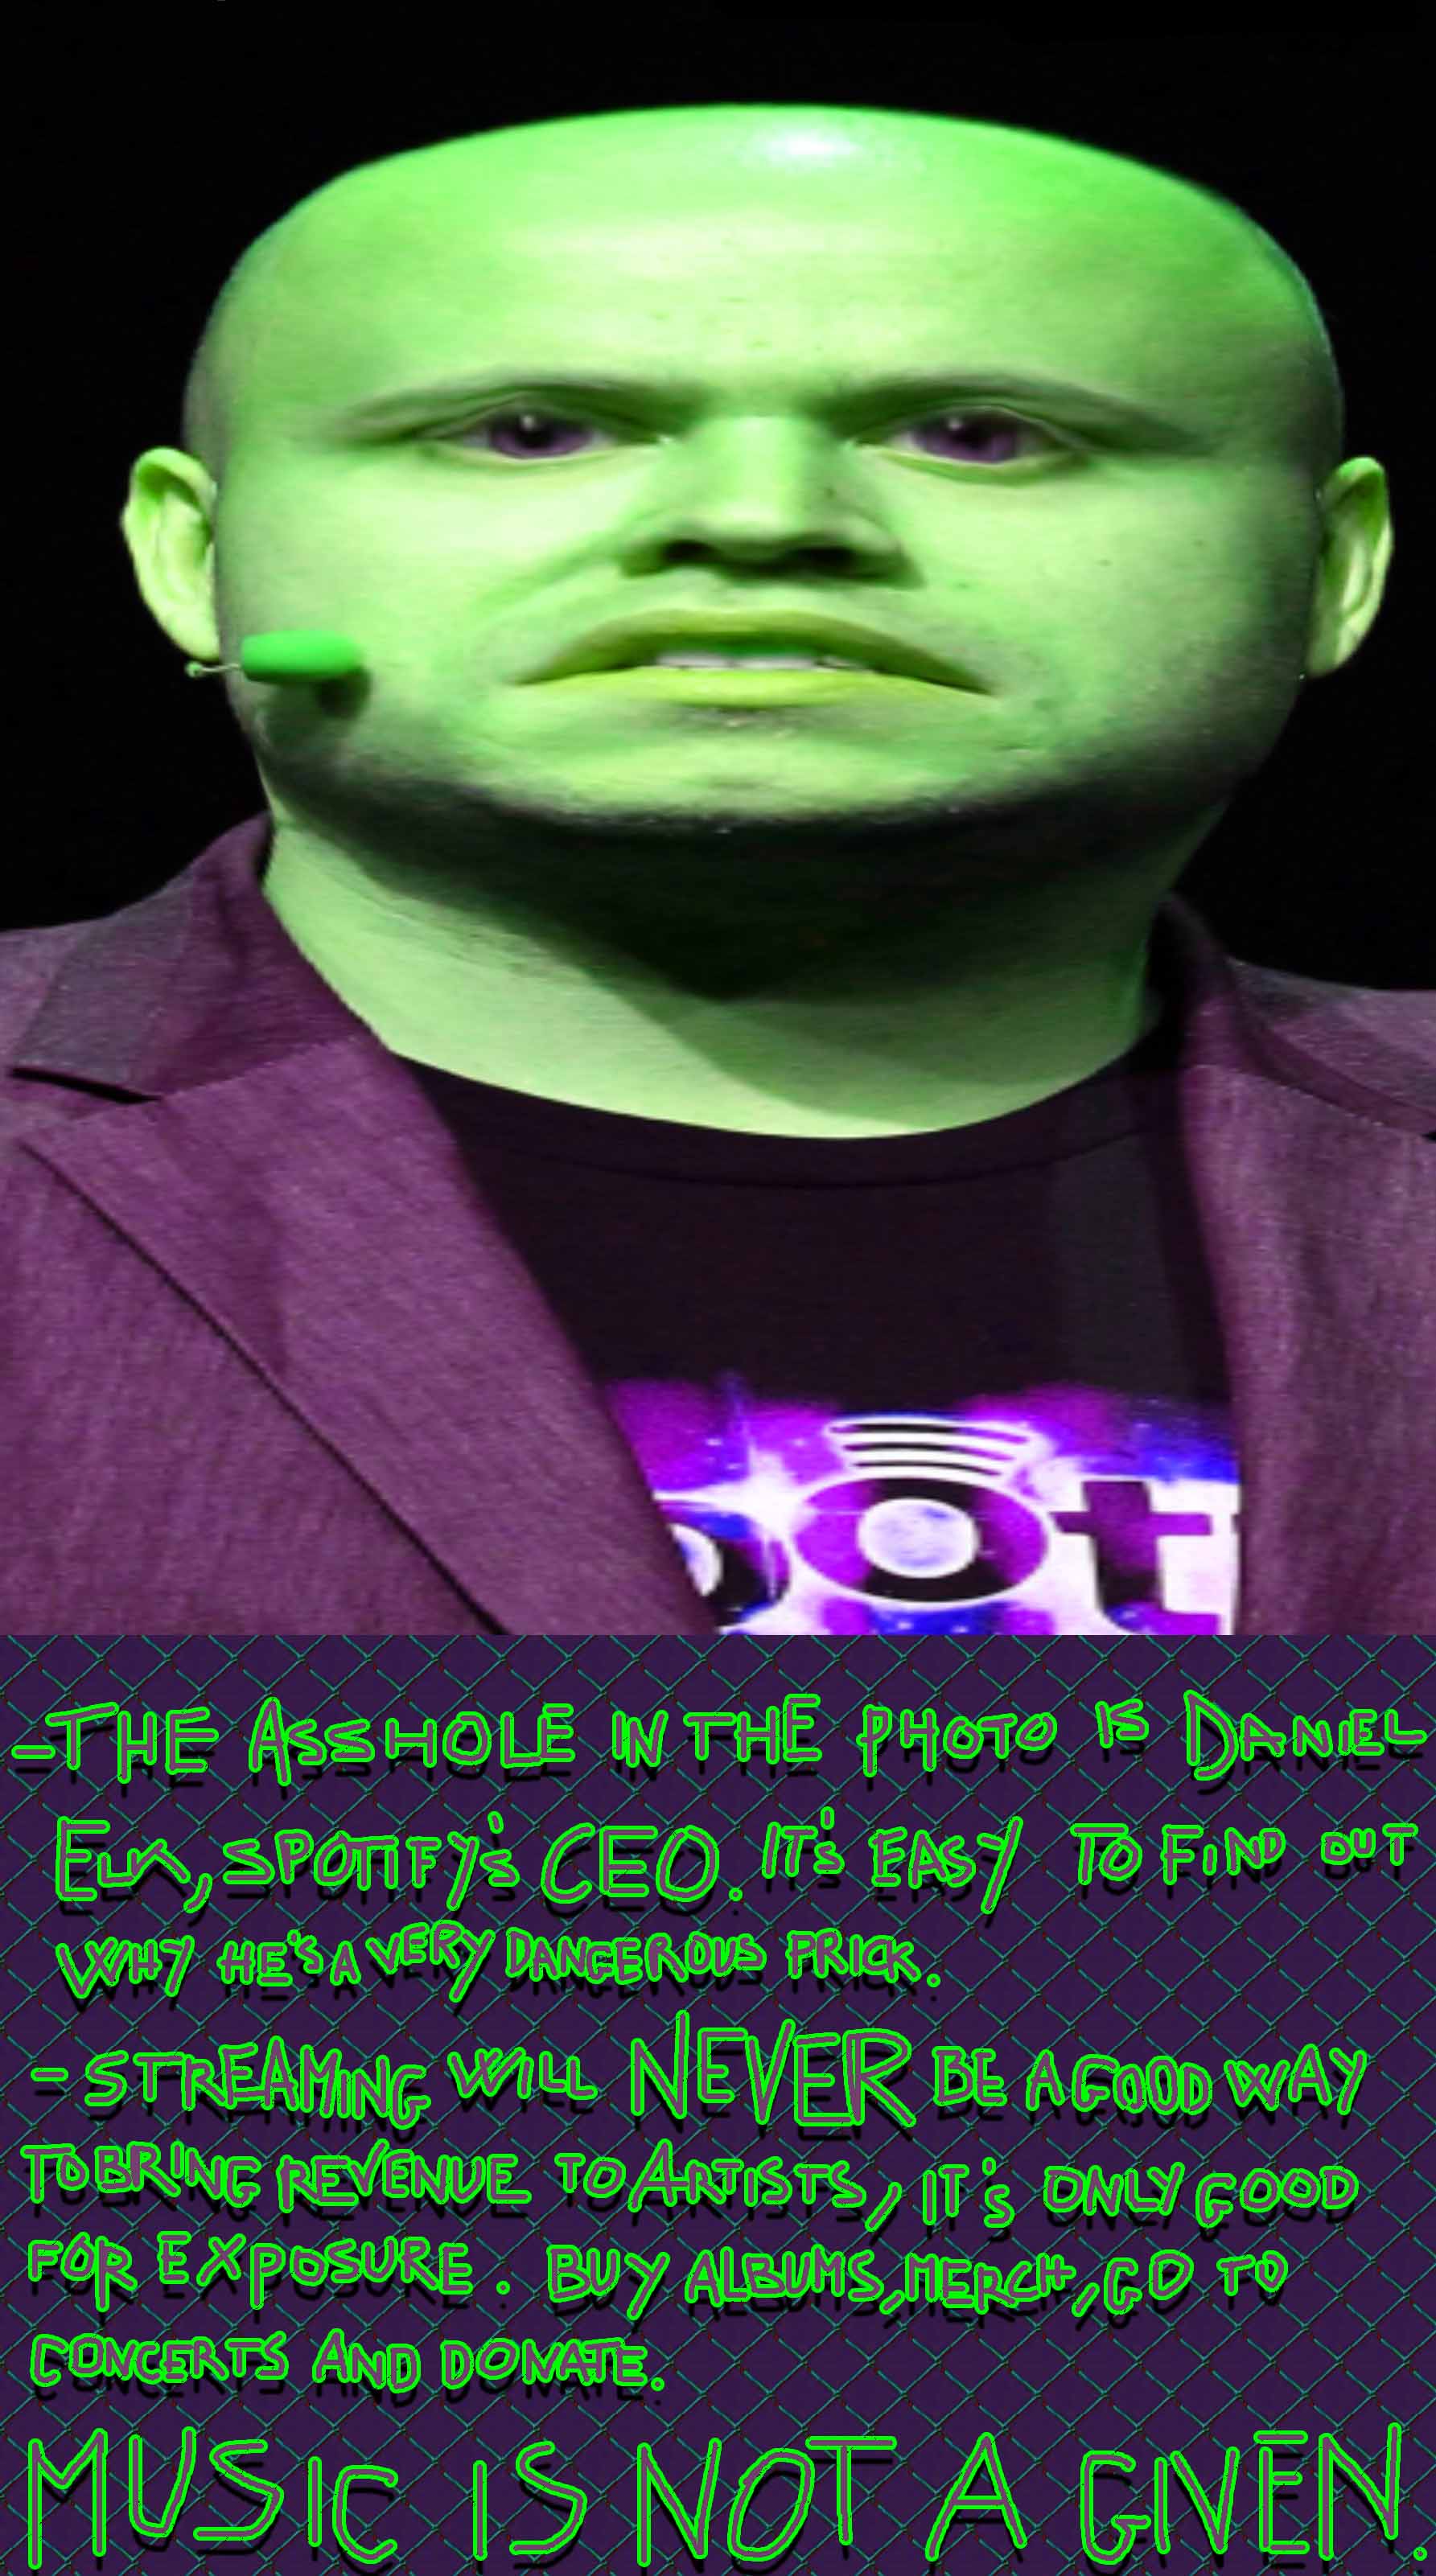 ot
-THE ASSHOLE IN THE PHOTO IS DANIEL
ELK, SPOTIFY'S CEO. IT'S EASY TO FIND OUT
WHY HE'S A VERY DANGEROUS PRICK.
- STREAMING WILL NEVER BE A GOOD WAY
TO BRING REVENUE TO ARTISTS, IT'S ONLY GOOD
FOR EXPOSURE. BUY ALBUMS, MERCH, GO TO
CONCERTS AND DONATE.
MUSIC IS NOT A GIVEN.